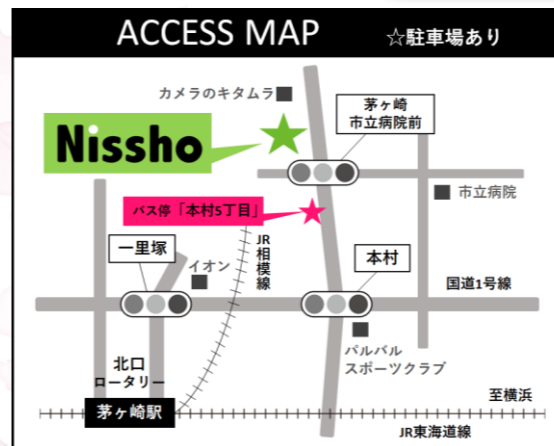 ACCESS MAP
☆駐車場あり
カメラのキタムラ
茅ヶ崎
市立病院前
Nissho
市立病院
バス停「本村5丁目」
一里塚
イオン
JR
相模線
本村
国道1号線
パルバル
スポーツクラブ
北口
ロータリー
茅ヶ崎駅
至横浜
JR東海道線